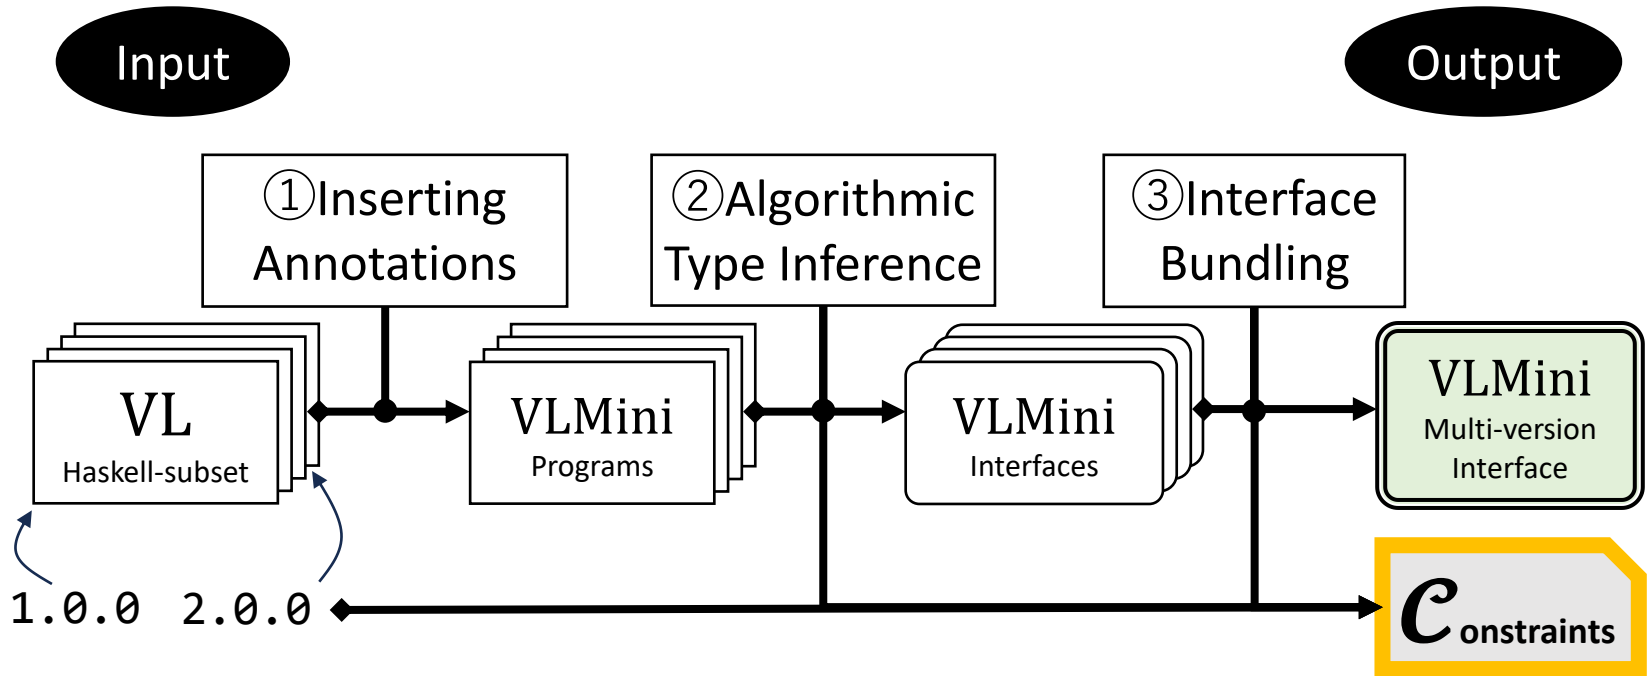 Input
Output
①Inserting
Annotations
②Algorithmic
Type Inference
③Interface
Bundling
VL
Haskell-subset
VLMini
Programs
VLMini
Interfaces
VLMini
Multi-version
Interface
1.0.0 2.0.0
Constraints